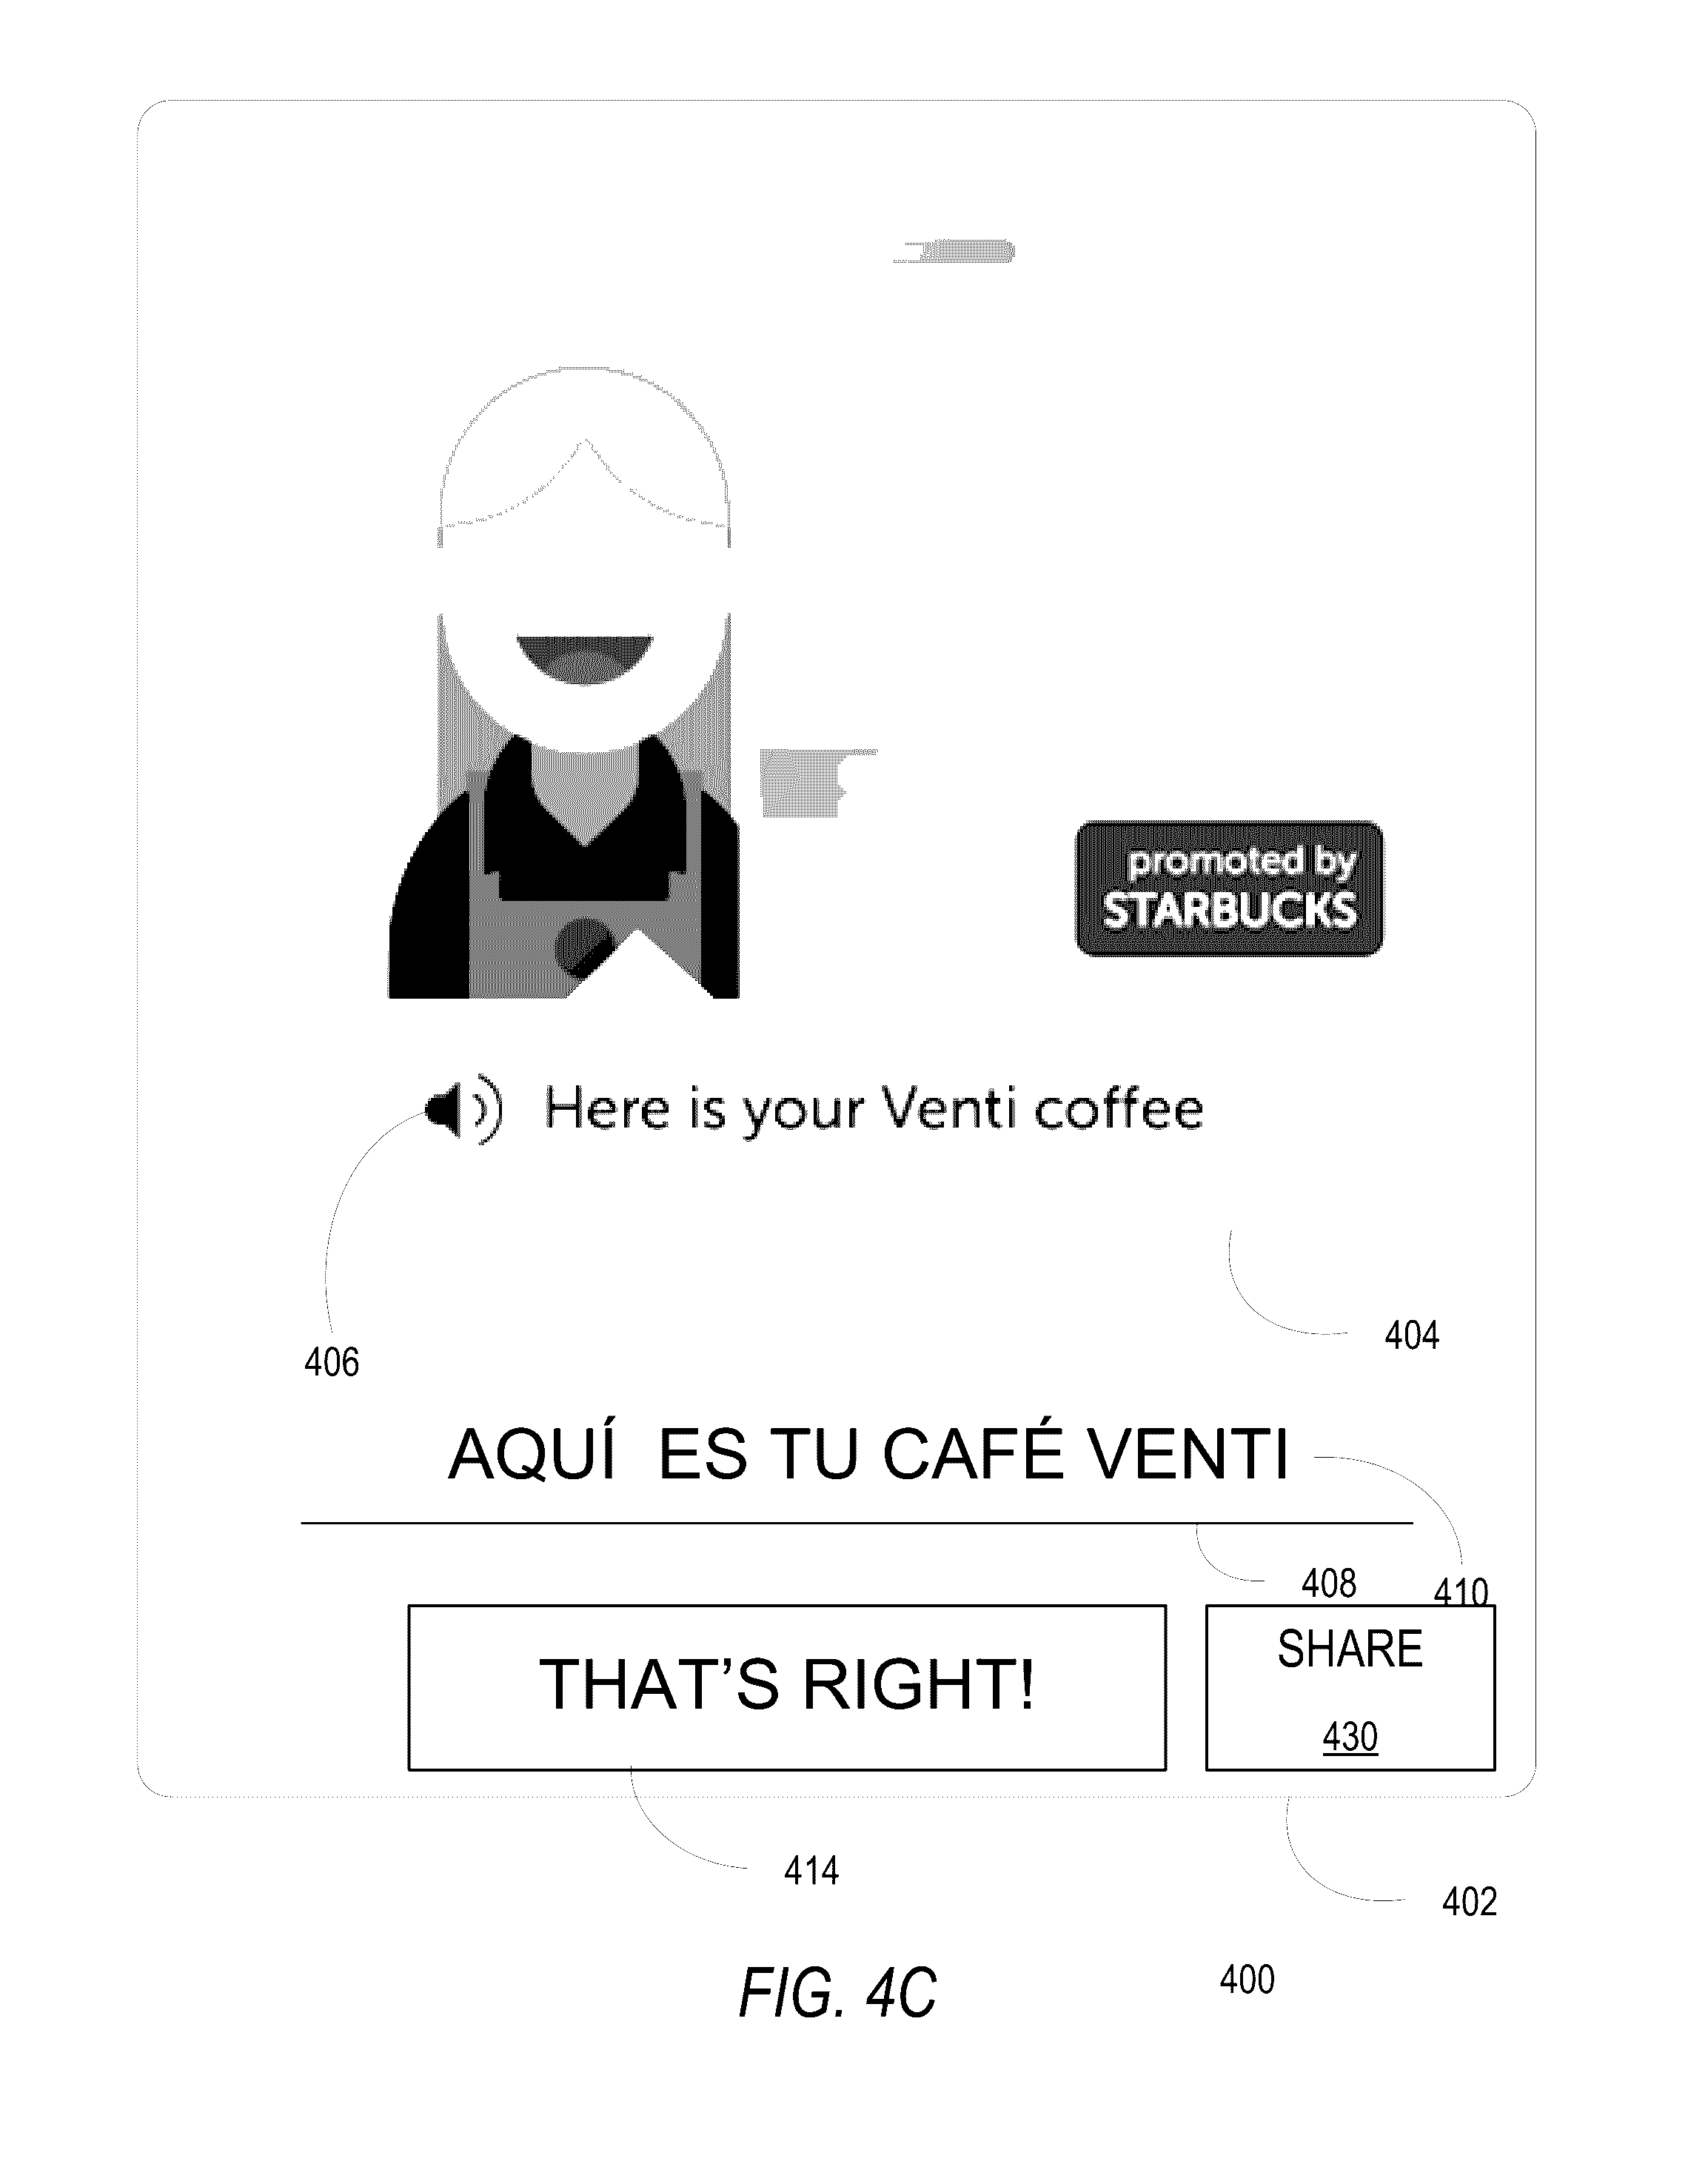 promoted by
STARBUCKS
Here is your Venti coffee
404
406
AQUÍ ES TU CAFÉ VENTI
408
410
THAT’S RIGHT!
SHARE
430
414
402
400
FIG. 4C